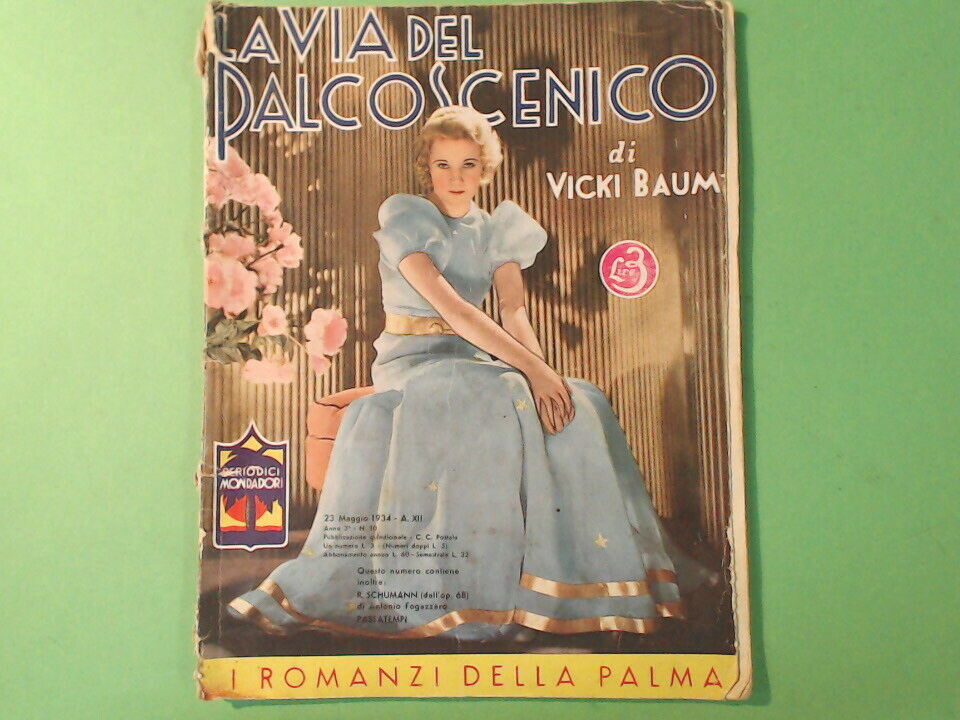 LA VIA DEL
PALCOSCENICO
di
VICKI BAUM
Lire 3
PERIODICI
MONDADORI
23 Maggio 1934 - A. XII
Anno 3° - N. 10
Pubblicazione quindicinale - C. C. Postale
Un numero L. 3 - (Numeri doppi L. 5)
Abbonamento annuo L. 60 - Semestrale L. 32
Questo numero contiene
inoltre:
R. SCHUMANN (dall'op. 68)
di Antonio Fogazzaro
PASSATEMPI
I ROMANZI DELLA PALMA